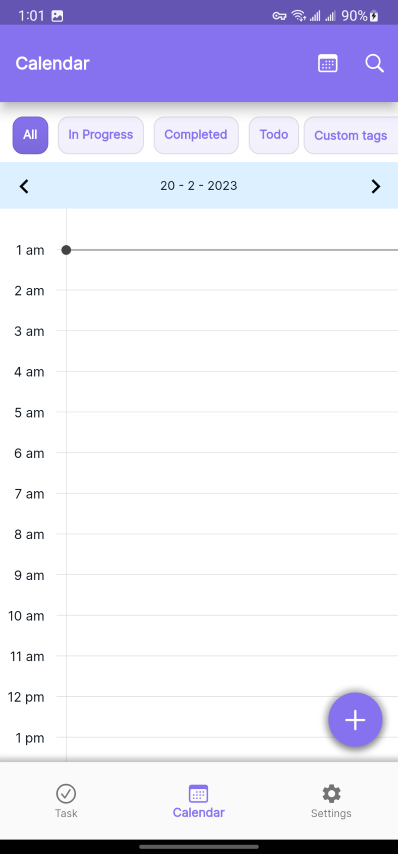 1:01 90%
Calendar
All In Progress Completed Todo Custom tags
20 - 2 - 2023
1 am
2 am
3 am
4 am
5 am
6 am
7 am
8 am
9 am
10 am
11 am
12 pm
1 pm
Task Calendar Settings